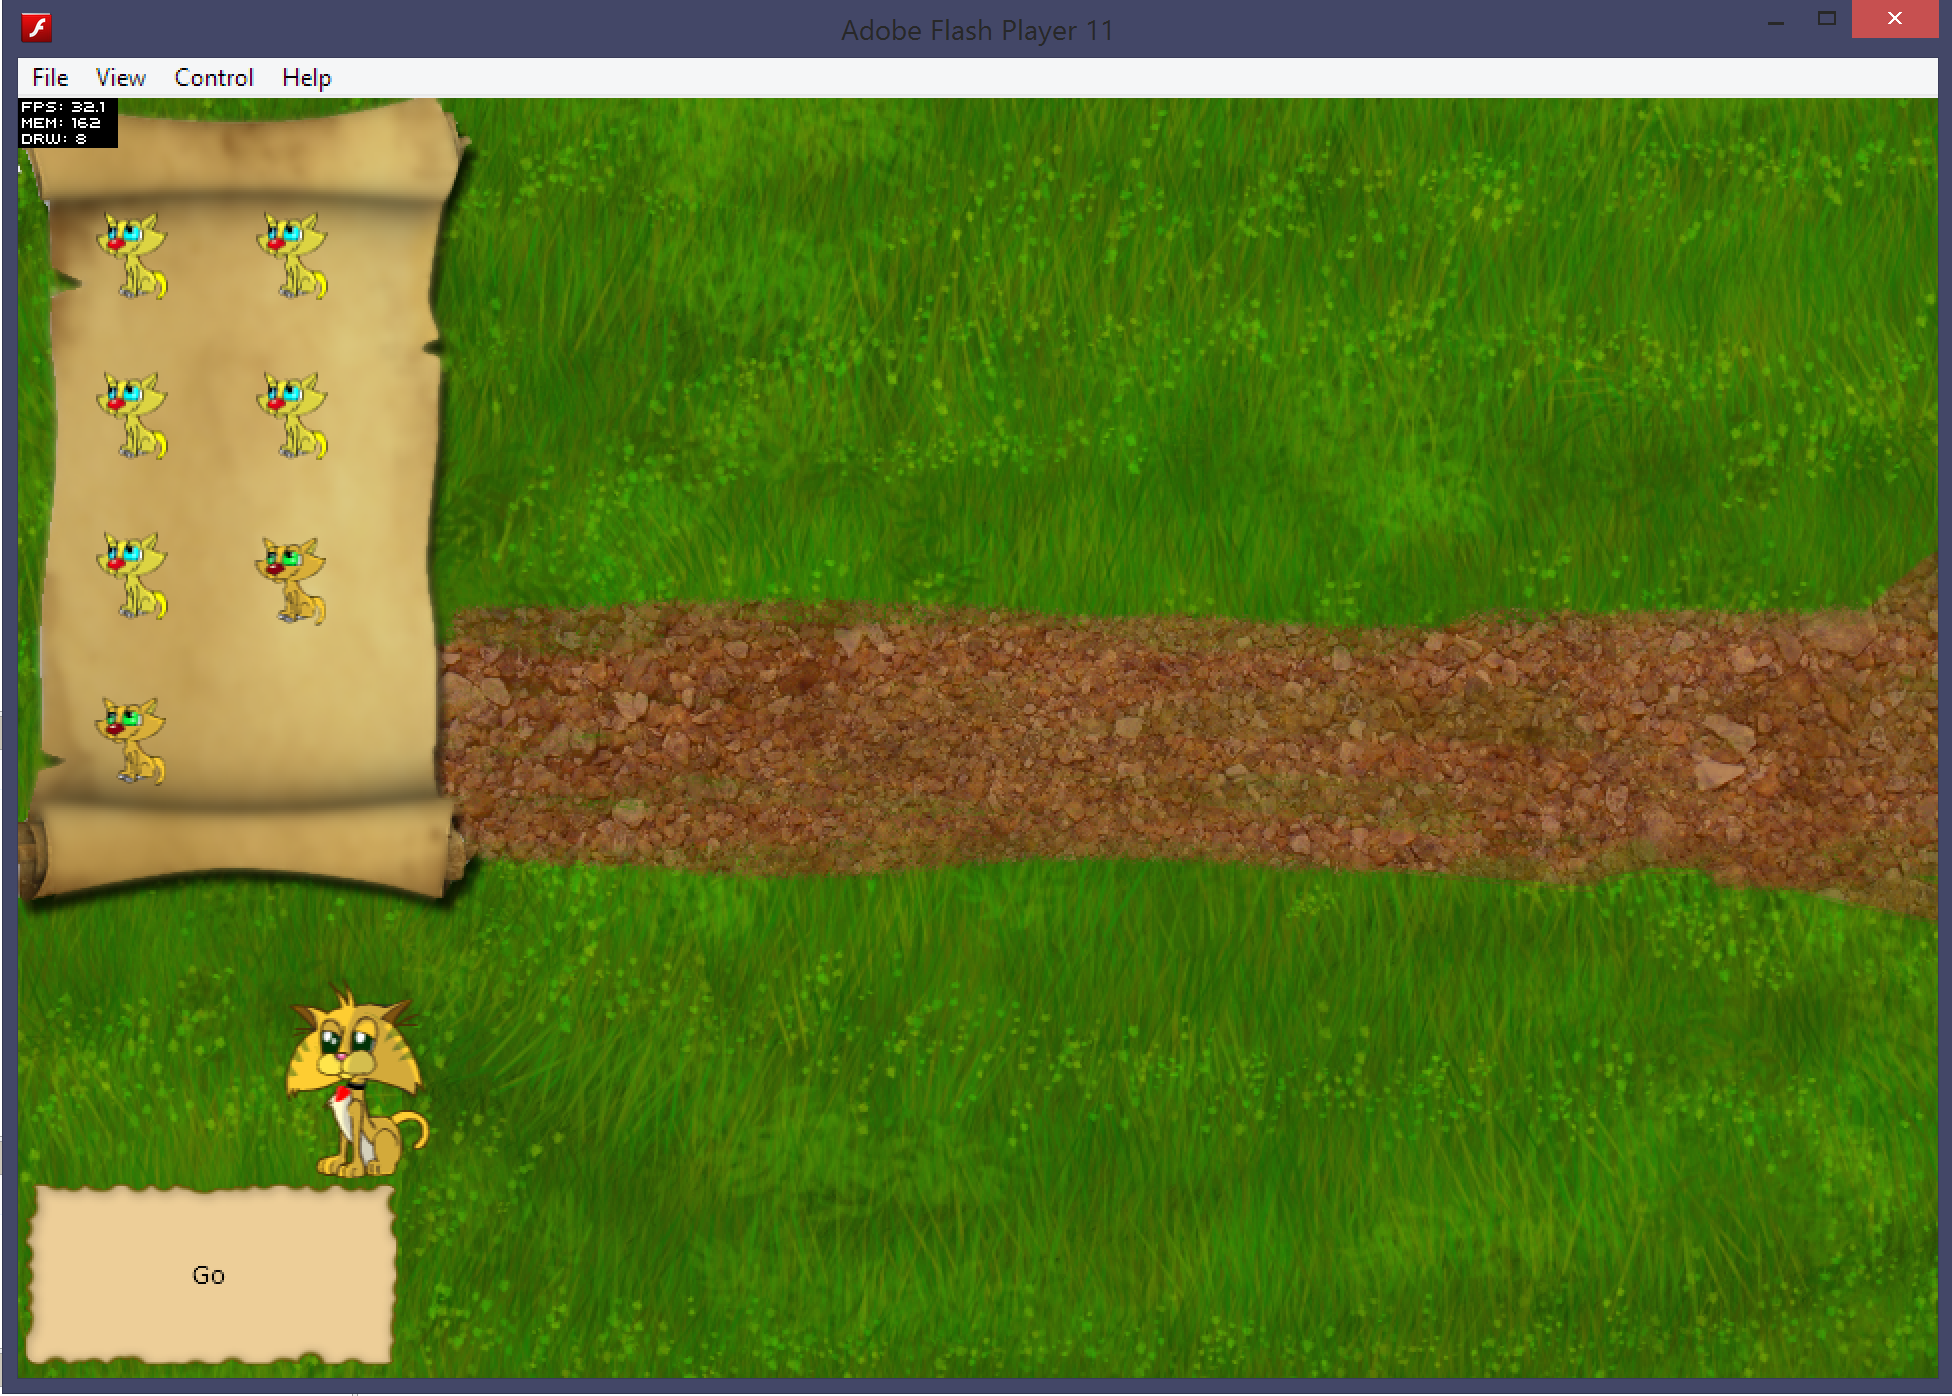 Adobe Flash Player 11
File View Control Help
FPS: 32.1
MEM: 162
DRW: 8
Go